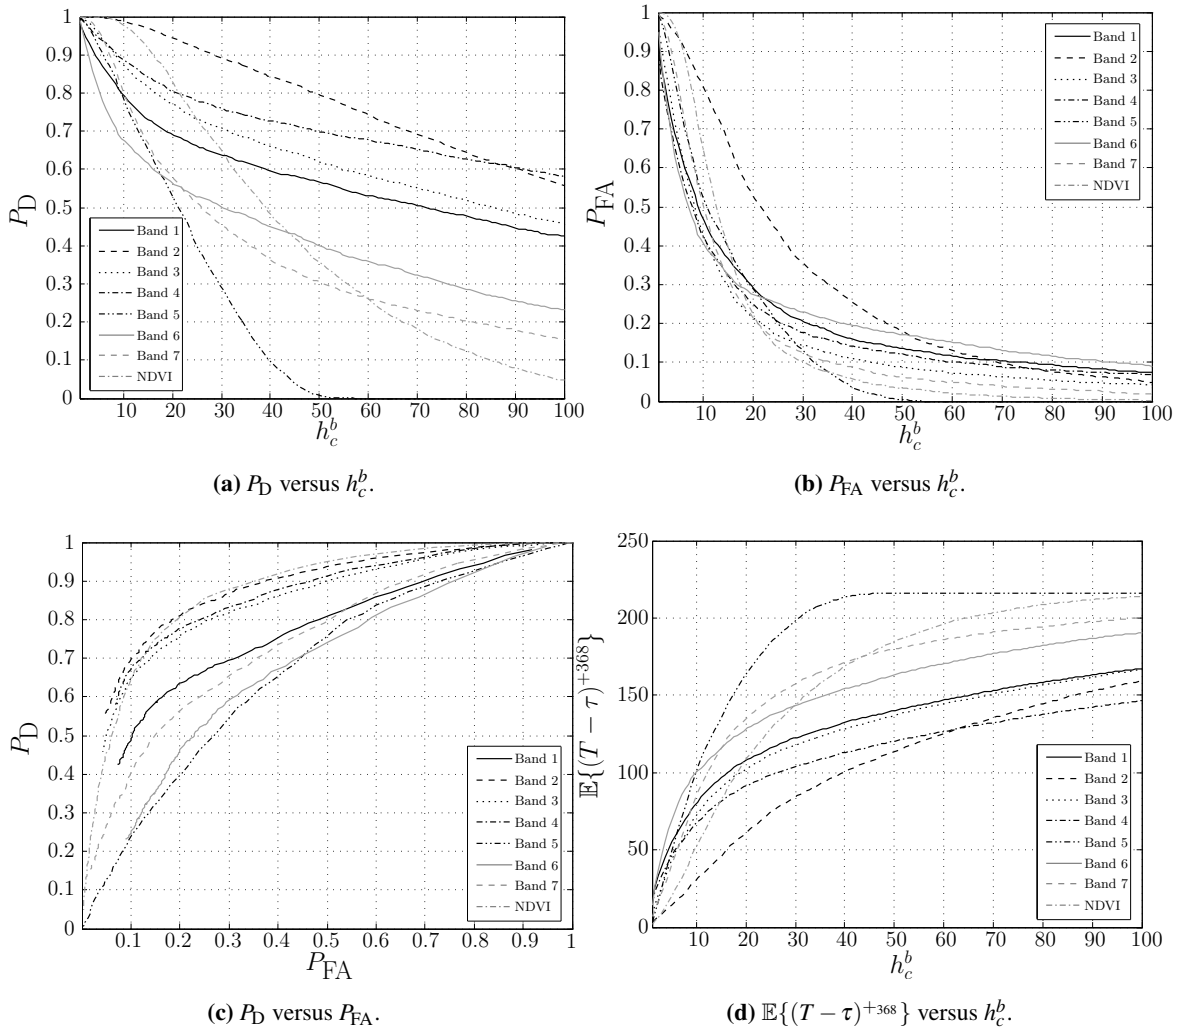 1
0.9
0.8
0.7
0.6
0.5
0.4
0.3
0.2
0.1
0
P_D
Band 1
Band 2
Band 3
Band 4
Band 5
Band 6
Band 7
NDVI
10 20 30 40 50 60 70 80 90 100
h_c^b
(a) P_D versus h_c^b.
1
0.9
0.8
0.7
0.6
0.5
0.4
0.3
0.2
0.1
0
P_FA
Band 1
Band 2
Band 3
Band 4
Band 5
Band 6
Band 7
NDVI
10 20 30 40 50 60 70 80 90 100
h_c^b
(b) P_FA versus h_c^b.
1
0.9
0.8
0.7
0.6
0.5
0.4
0.3
0.2
0.1
0
P_D
Band 1
Band 2
Band 3
Band 4
Band 5
Band 6
Band 7
NDVI
0.1 0.2 0.3 0.4 0.5 0.6 0.7 0.8 0.9 1
P_FA
(c) P_D versus P_FA.
250
200
150
100
50
0
𝔼{(T − τ)^{+368}}
Band 1
Band 2
Band 3
Band 4
Band 5
Band 6
Band 7
NDVI
10 20 30 40 50 60 70 80 90 100
h_c^b
(d) 𝔼{(T − τ)^{+368}} versus h_c^b.